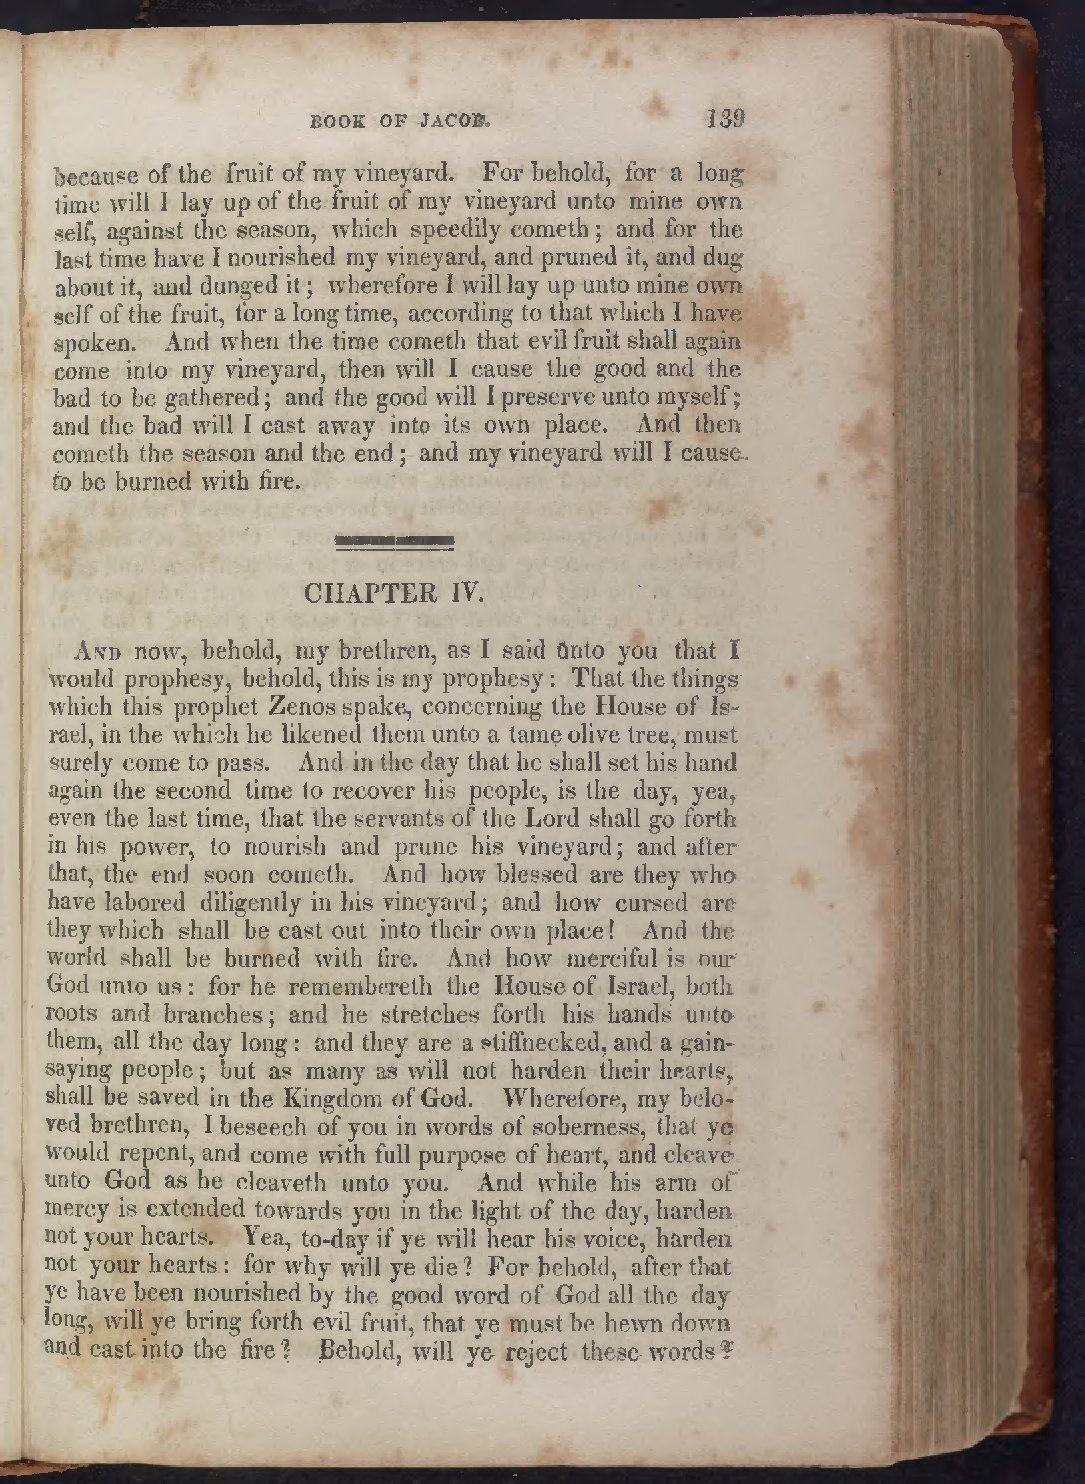 BOOK OF JACOB. 139
because of the fruit of my vineyard. For behold, for a long
time will I lay up of the fruit of my vineyard unto mine own
self, against the season, which speedily cometh; and for the
last time have I nourished my vineyard, and pruned it, and dug
about it, and dunged it; wherefore I will lay up unto mine own
self of the fruit, for a long time, according to that which I have
spoken. And when the time cometh that evil fruit shall again
come into my vineyard, then will I cause the good and the
bad to be gathered; and the good will I preserve unto myself;
and the bad will I cast away into its own place. And then
cometh the season and the end; and my vineyard will I cause
to be burned with fire.
CHAPTER IV.
AND now, behold, my brethren, as I said unto you that I
would prophesy, behold, this is my prophesy: That the things
which this prophet Zenos spake, concerning the House of Is-
rael, in the which he likened them unto a tame olive tree, must
surely come to pass. And in the day that he shall set his hand
again the second time to recover his people, is the day, yea,
even the last time, that the servants of the Lord shall go forth
in his power, to nourish and prune his vineyard; and after
that, the end soon cometh. And how blessed are they who
have labored diligently in his vineyard; and how cursed are
they which shall be cast out into their own place! And the
world shall be burned with fire. And how merciful is our
God unto us: for he remembereth the House of Israel, both
roots and branches; and he stretches forth his hands unto
them, all the day long: and they are a stiffnecked, and a gain-
saying people; but as many as will not harden their hearts,
shall be saved in the Kingdom of God. Wherefore, my belo-
ved brethren, I beseech of you in words of soberness, that ye
would repent, and come with full purpose of heart, and cleave
unto God as he cleaveth unto you. And while his arm of
mercy is extended towards you in the light of the day, harden
not your hearts. Yea, to-day if ye will hear his voice, harden
not your hearts: for why will ye die? For behold, after that
ye have been nourished by the good word of God all the day
long, will ye bring forth evil fruit, that ye must be hewn down
and cast into the fire? Behold, will ye reject these words?